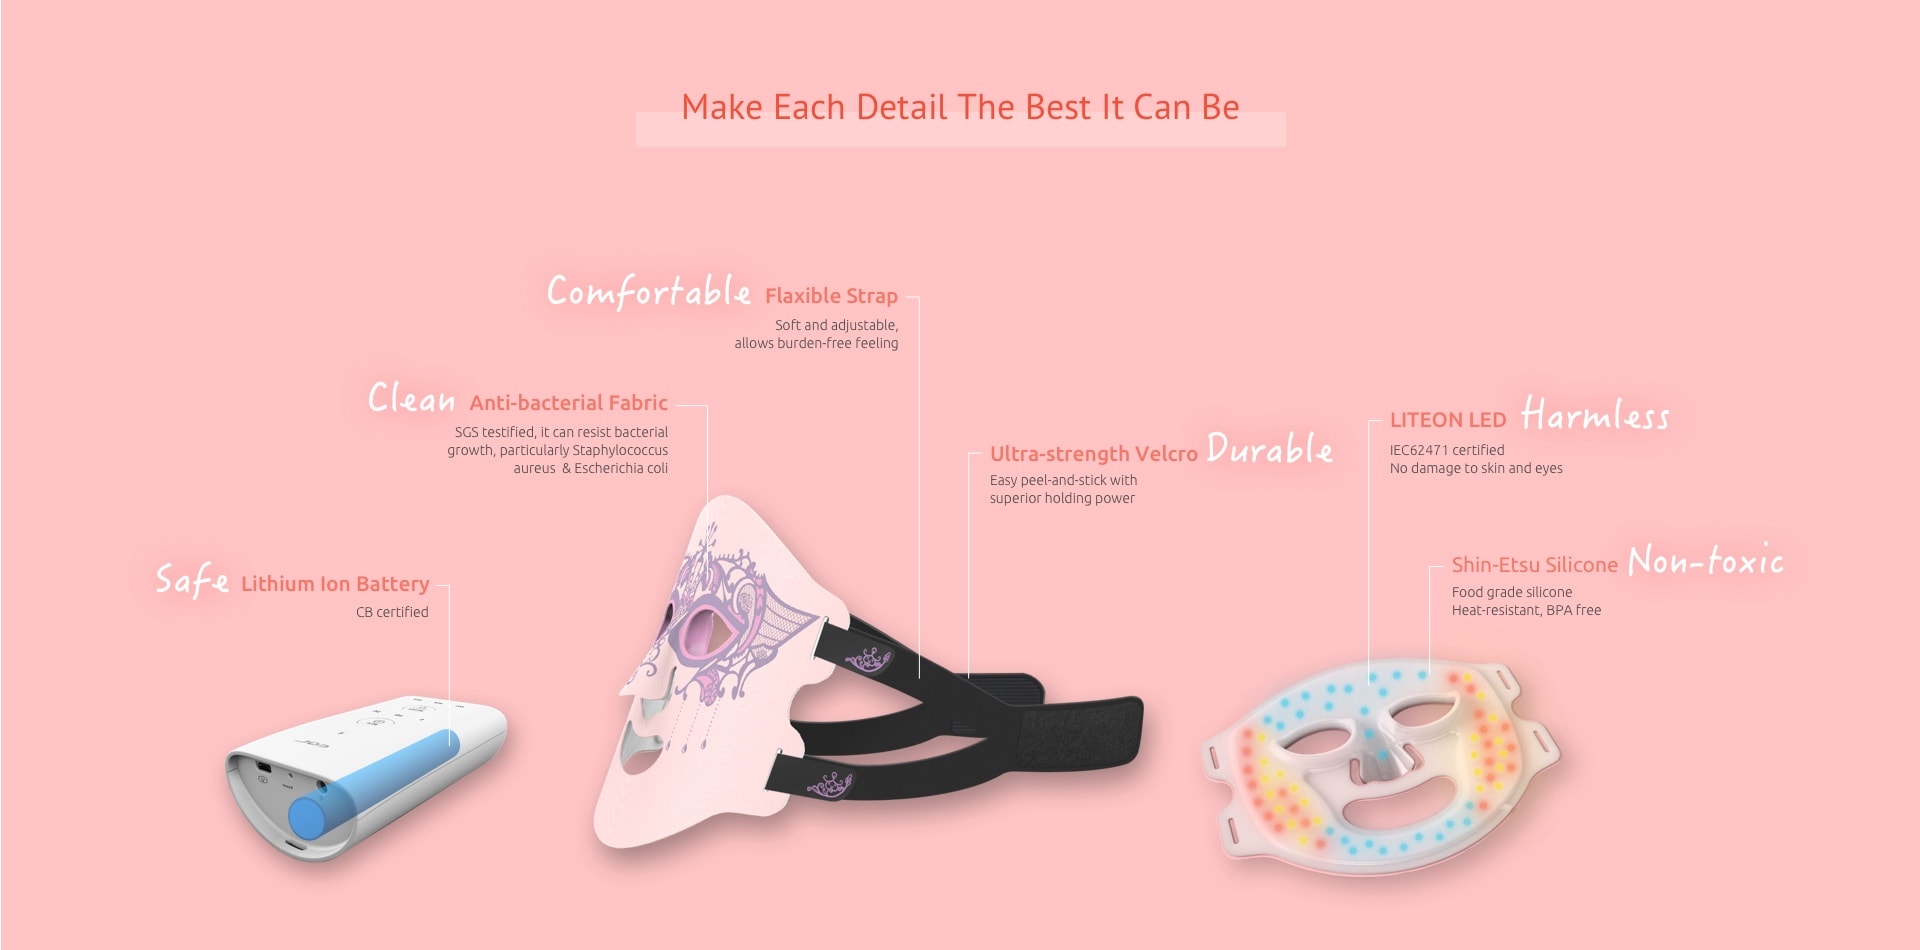 Make Each Detail The Best It Can Be
Comfortable Flaxible Strap
Soft and adjustable,
allows burden-free feeling
Clean Anti-bacterial Fabric
SGS testified, it can resist bacterial
growth, particularly Staphylococcus
aureus & Escherichia coli
Ultra-strength Velcro Durable
Easy peel-and-stick with
superior holding power
LITEON LED Harmless
IEC62471 certified
No damage to skin and eyes
Safe Lithium Ion Battery
CB certified
Shin-Etsu Silicone Non-toxic
Food grade silicone
Heat-resistant, BPA free